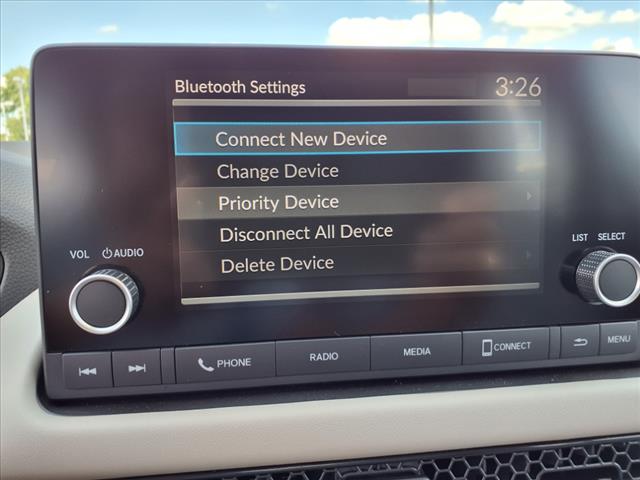 Bluetooth Settings 3:26
Connect New Device
Change Device
Priority Device
Disconnect All Device
Delete Device
VOL AUDIO
LIST SELECT
PHONE RADIO MEDIA CONNECT MENU